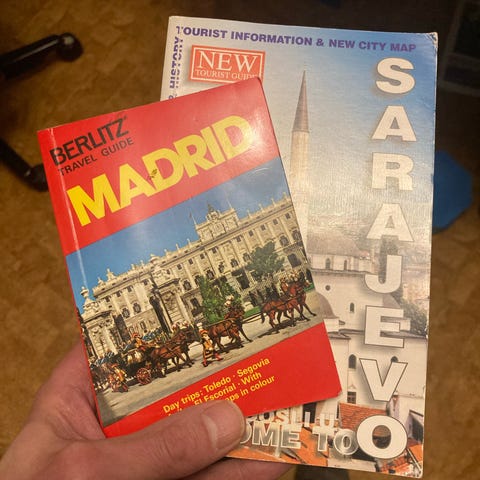 BERLITZ
TRAVEL GUIDE
MADRID
Day trips: Toledo · Segovia
El Escorial · With
maps in colour
TOURIST INFORMATION & NEW CITY MAP
HISTORY
NEW
TOURIST GUIDE
SARAJEVO
TO